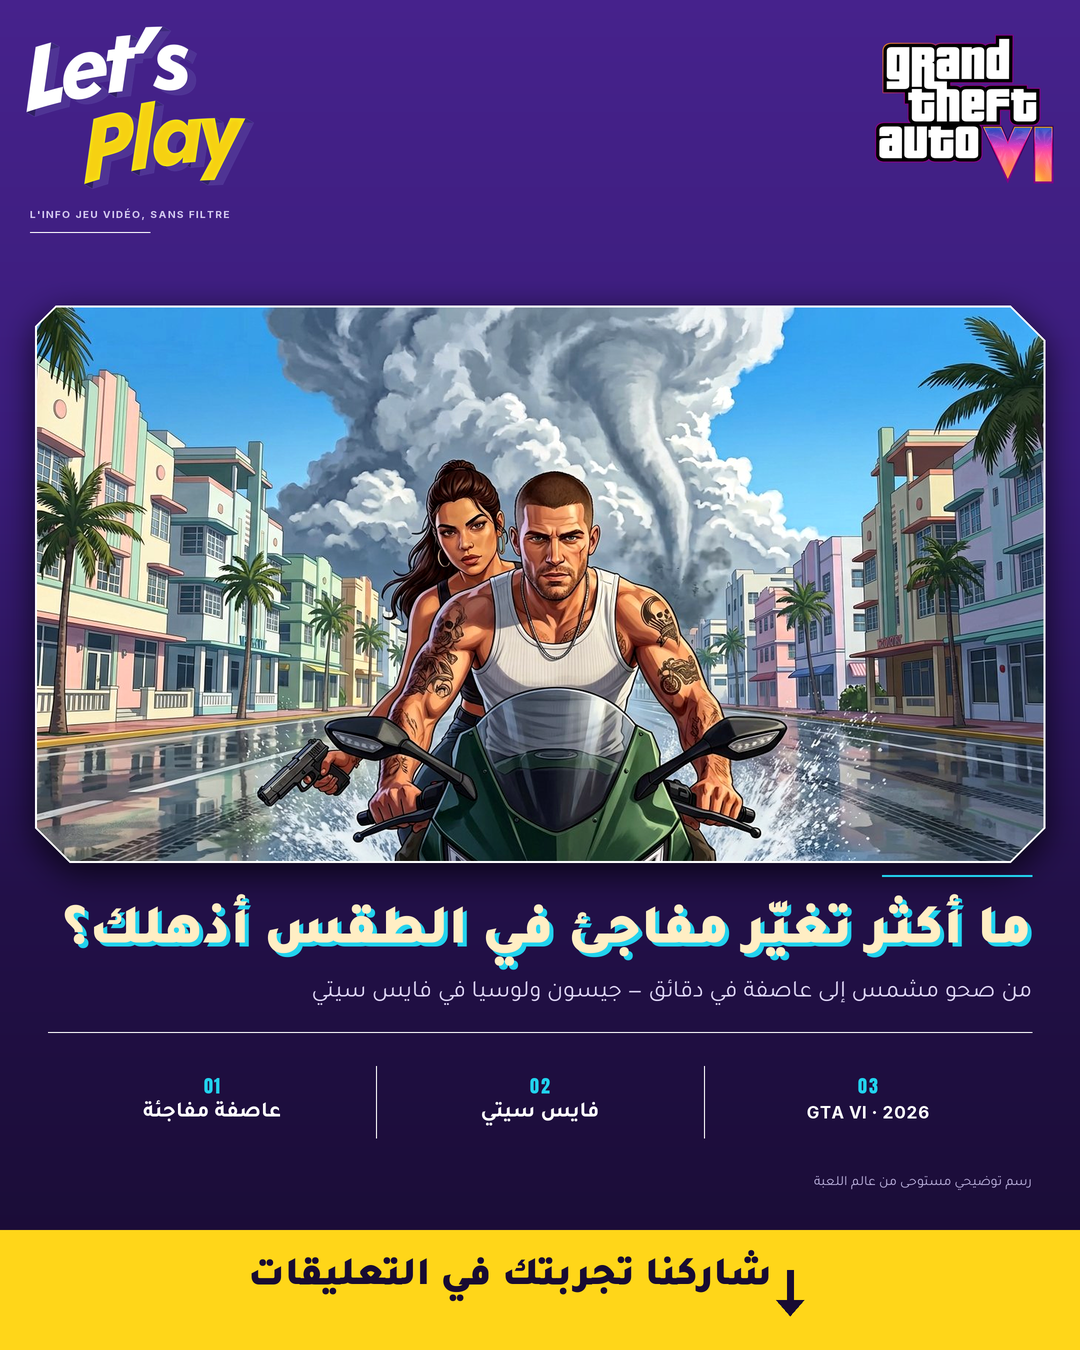 Let's
Play
L'INFO JEU VIDÉO, SANS FILTRE
grand
theft
auto VI
ما أكثر تغيّر مفاجئ في الطقس أذهلك؟
من صحو مشمس إلى عاصفة في دقائق – جيسون ولوسيا في فايس سيتي
01
عاصفة مفاجئة
02
فايس سيتي
03
GTA VI · 2026
رسم توضيحي مستوحى من عالم اللعبة
شاركنا تجربتك في التعليقات